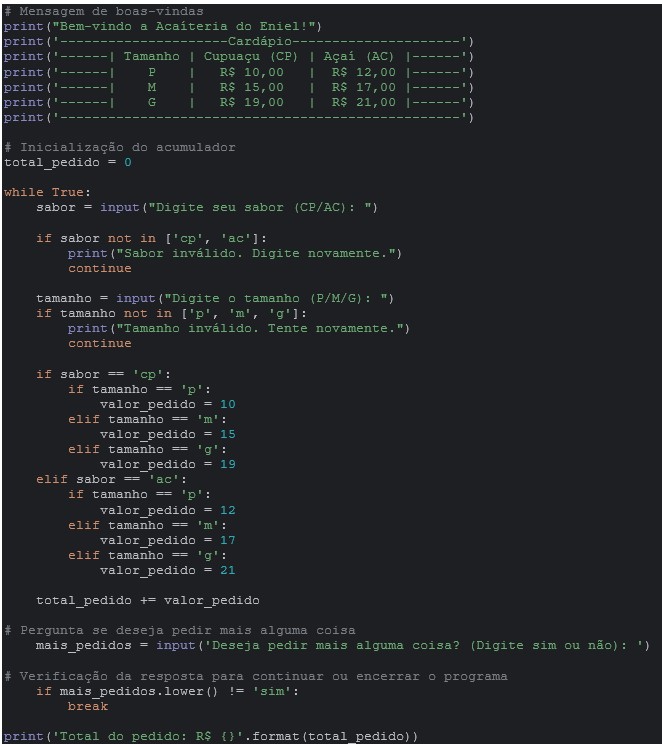 # Mensagem de boas-vindas
print("Bem-vindo a Acaíteria do Eniel!")
print('---------------------Cardápio---------------------')
print('------| Tamanho | Cupuaçu (CP) | Açaí (AC) |------')
print('------|    P    |   R$ 10,00   |  R$ 12,00 |------')
print('------|    M    |   R$ 15,00   |  R$ 17,00 |------')
print('------|    G    |   R$ 19,00   |  R$ 21,00 |------')
print('--------------------------------------------------')

# Inicialização do acumulador
total_pedido = 0

while True:
    sabor = input("Digite seu sabor (CP/AC): ")

    if sabor not in ['cp', 'ac']:
        print("Sabor inválido. Digite novamente.")
        continue

    tamanho = input("Digite o tamanho (P/M/G): ")
    if tamanho not in ['p', 'm', 'g']:
        print("Tamanho inválido. Tente novamente.")
        continue

    if sabor == 'cp':
        if tamanho == 'p':
            valor_pedido = 10
        elif tamanho == 'm':
            valor_pedido = 15
        elif tamanho == 'g':
            valor_pedido = 19
    elif sabor == 'ac':
        if tamanho == 'p':
            valor_pedido = 12
        elif tamanho == 'm':
            valor_pedido = 17
        elif tamanho == 'g':
            valor_pedido = 21

    total_pedido += valor_pedido

# Pergunta se deseja pedir mais alguma coisa
    mais_pedidos = input('Deseja pedir mais alguma coisa? (Digite sim ou não): ')

# Verificação da resposta para continuar ou encerrar o programa
    if mais_pedidos.lower() != 'sim':
        break

print('Total do pedido: R$ {}'.format(total_pedido))